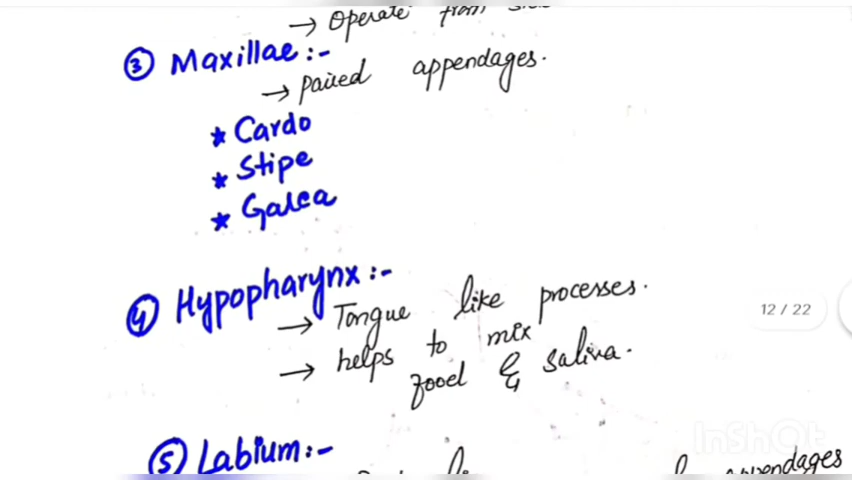 → Operate from
③ Maxillae :-
→ paired appendages.
* Cardo
* Stipe
* Galea
④ Hypopharynx :-
→ Tongue like processes.
→ helps to mix
food & saliva.
12 / 22
InShOt
⑤ Labium :-
appendages